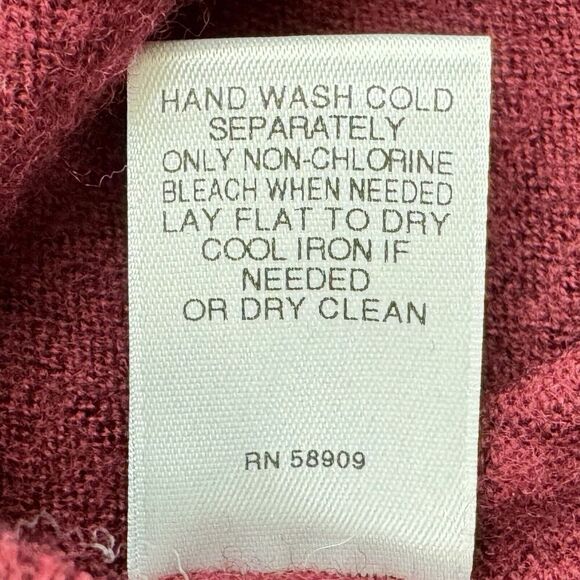 HAND WASH COLD
SEPARATELY
ONLY NON-CHLORINE
BLEACH WHEN NEEDED
LAY FLAT TO DRY
COOL IRON IF
NEEDED
OR DRY CLEAN
RN 58909